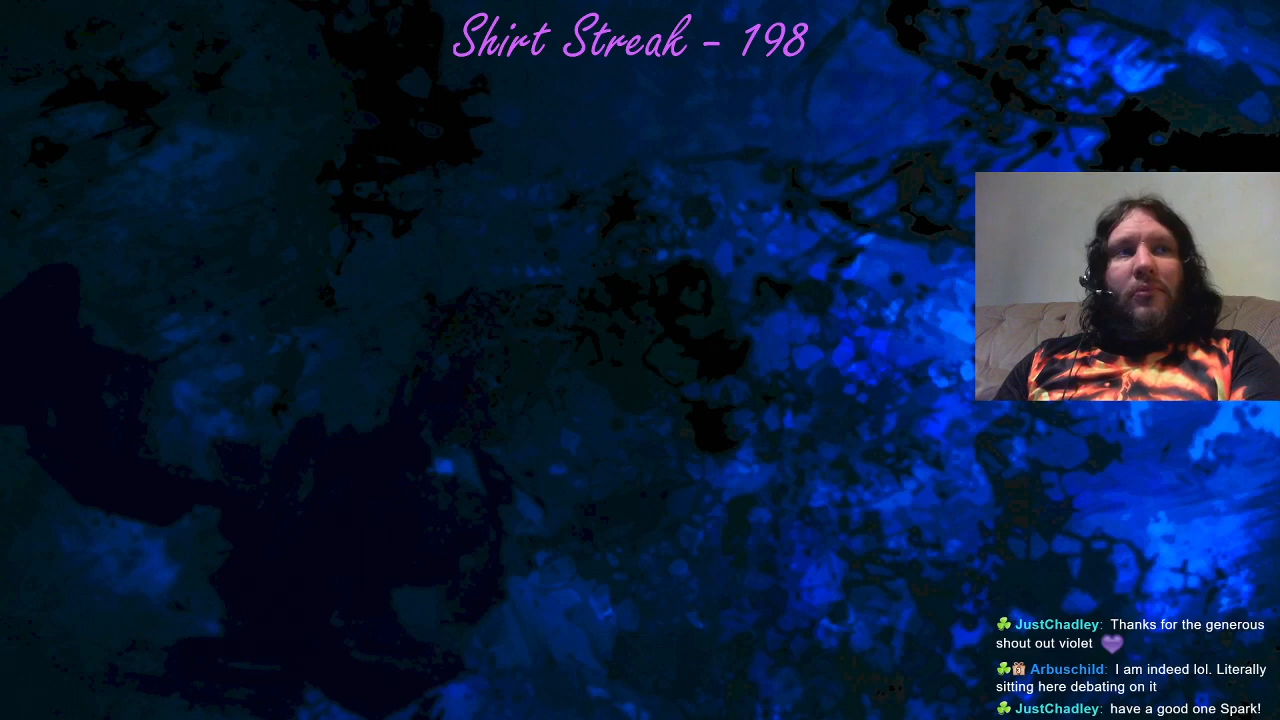 Shirt Streak - 198
JustChadley: Thanks for the generous
shout out violet
Arbuschild: I am indeed lol. Literally
sitting here debating on it
JustChadley: have a good one Spark!